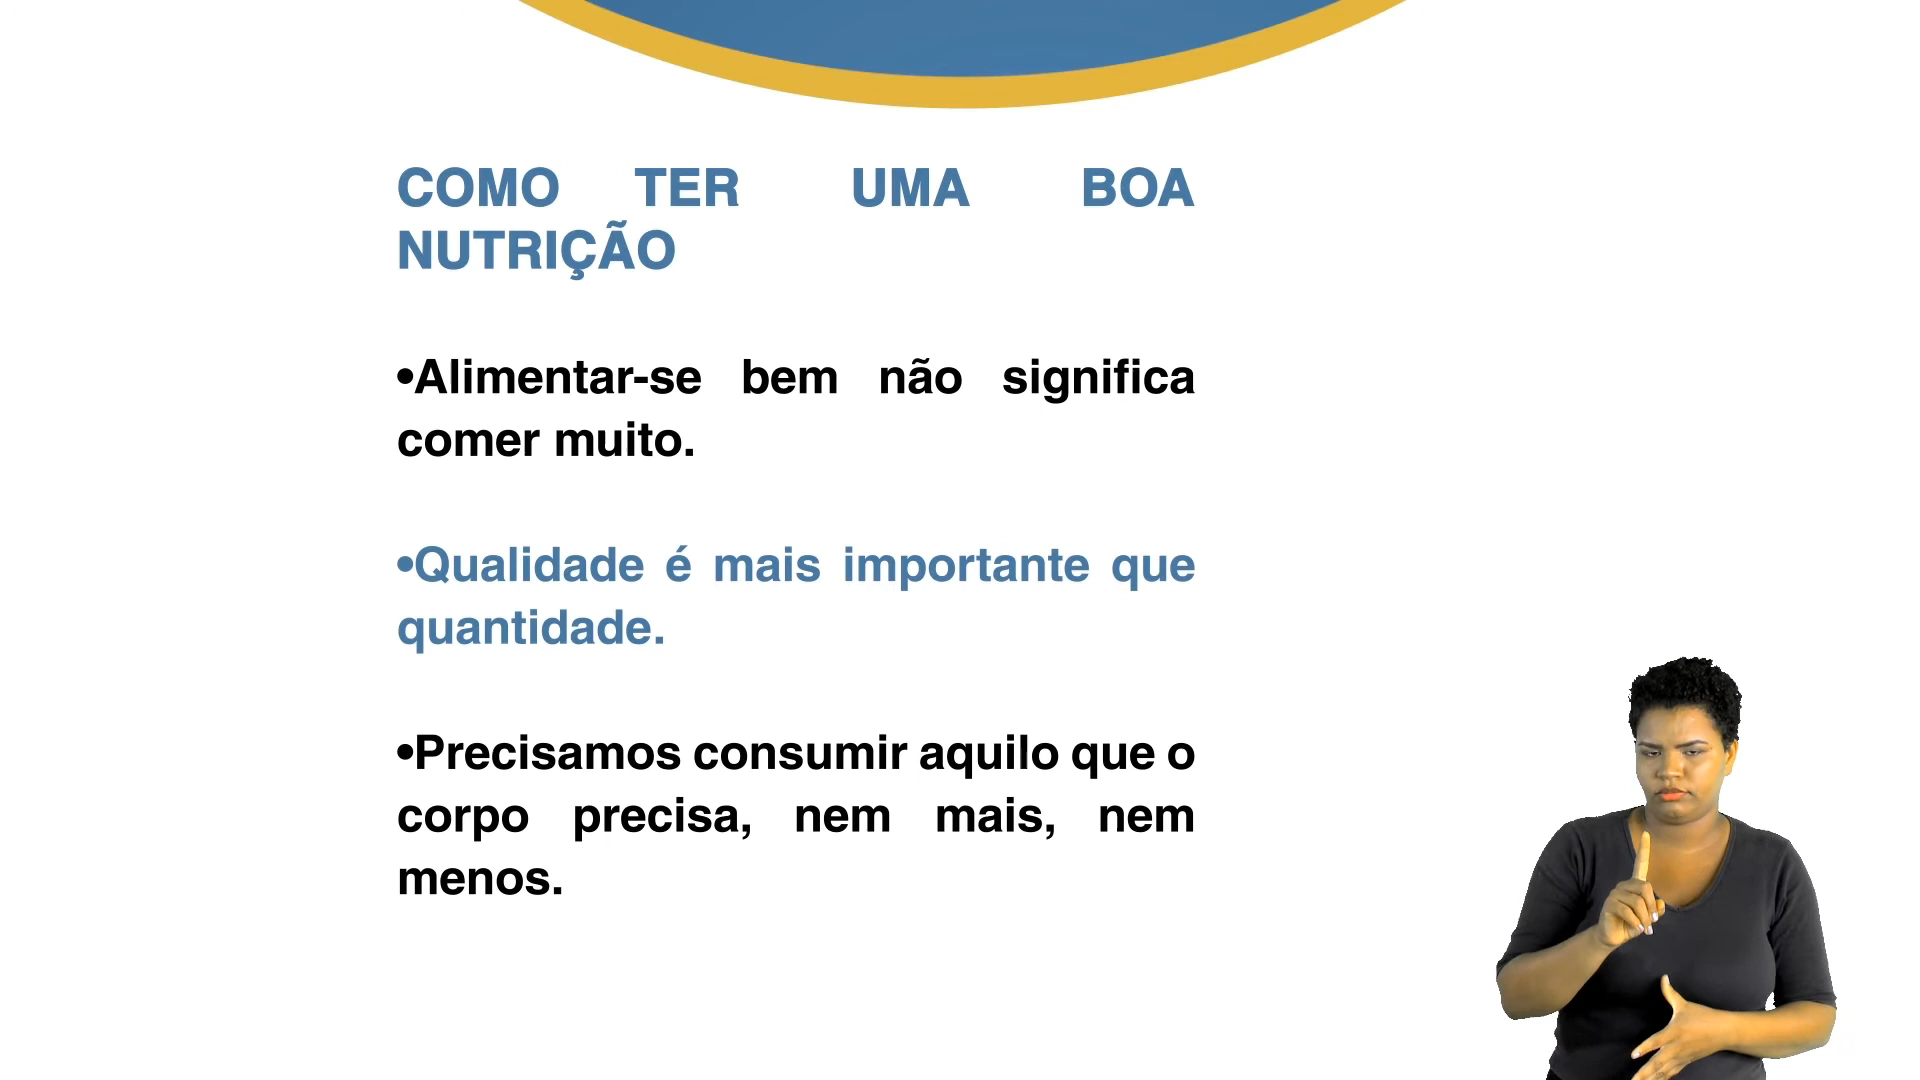 COMO TER UMA BOA
NUTRIÇÃO
•Alimentar-se bem não significa
comer muito.
•Qualidade é mais importante que
quantidade.
•Precisamos consumir aquilo que o
corpo precisa, nem mais, nem
menos.